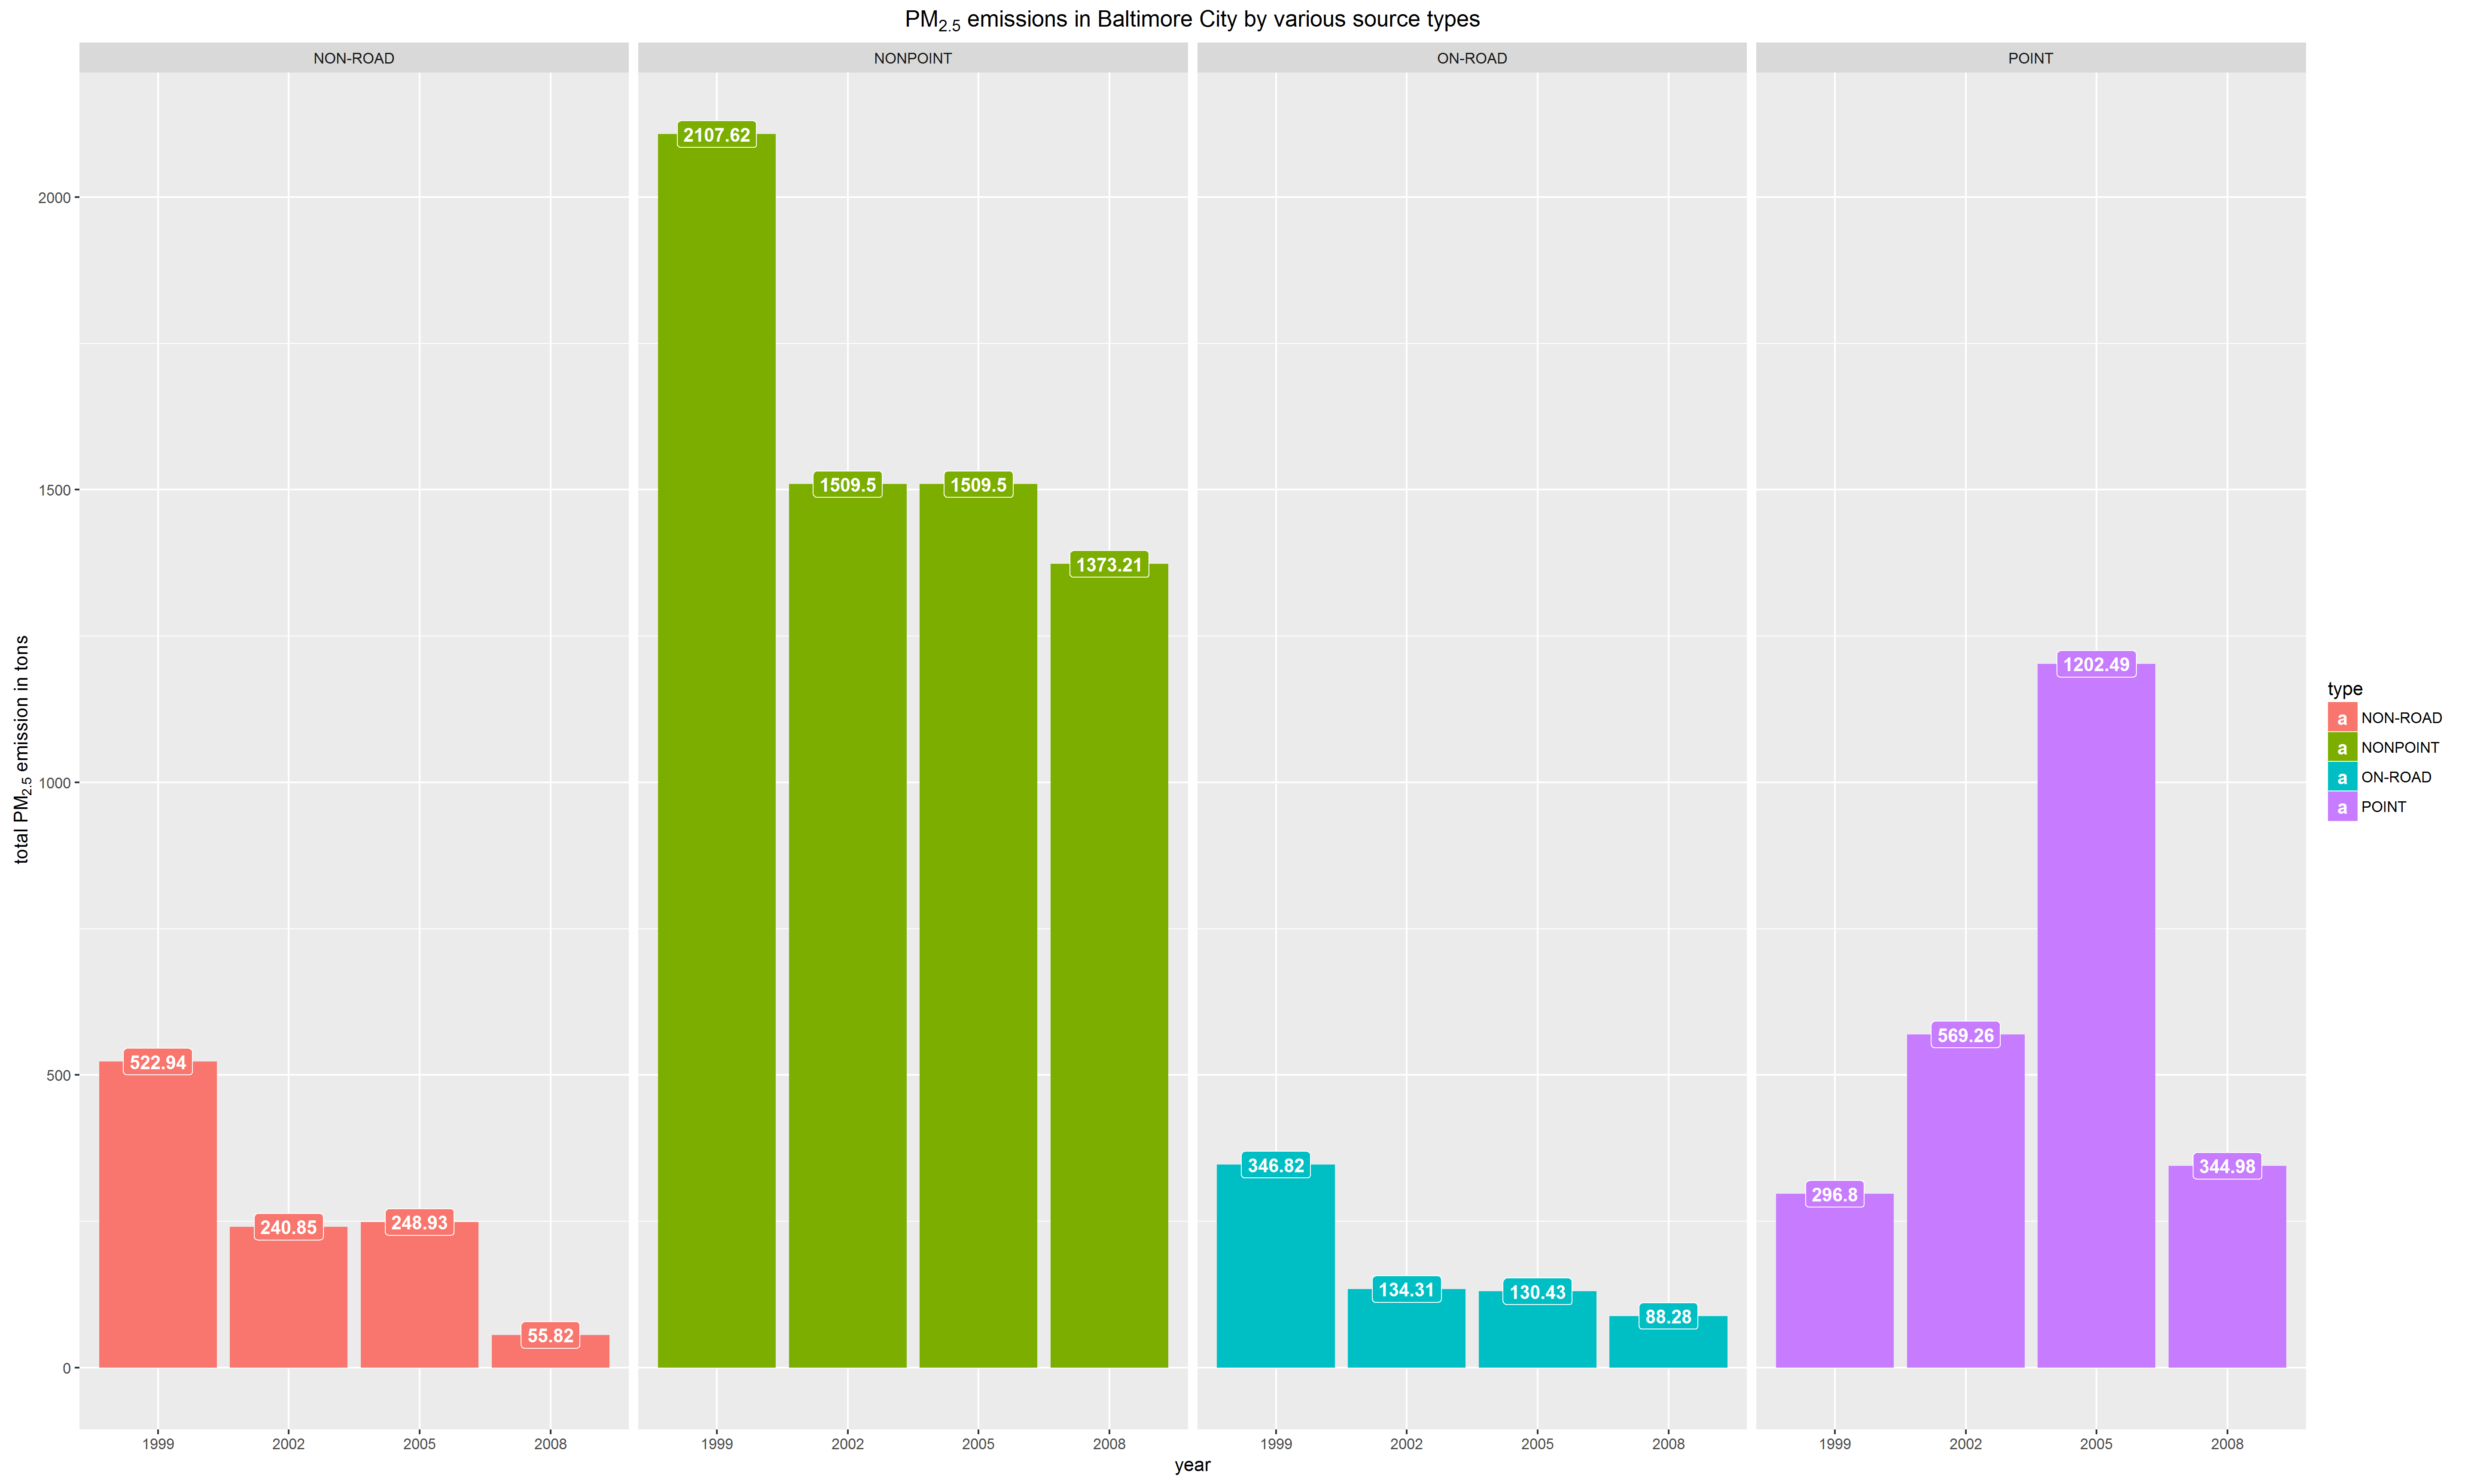 PM2.5 emissions in Baltimore City by various source types
NON-ROAD
NONPOINT
ON-ROAD
POINT
total PM2.5 emission in tons
2000
1500
1000
500
0
522.94
240.85
248.93
55.82
2107.62
1509.5
1509.5
1373.21
346.82
134.31
130.43
88.28
296.8
569.26
1202.49
344.98
1999 2002 2005 2008
1999 2002 2005 2008
1999 2002 2005 2008
1999 2002 2005 2008
year
type
a NON-ROAD
a NONPOINT
a ON-ROAD
a POINT